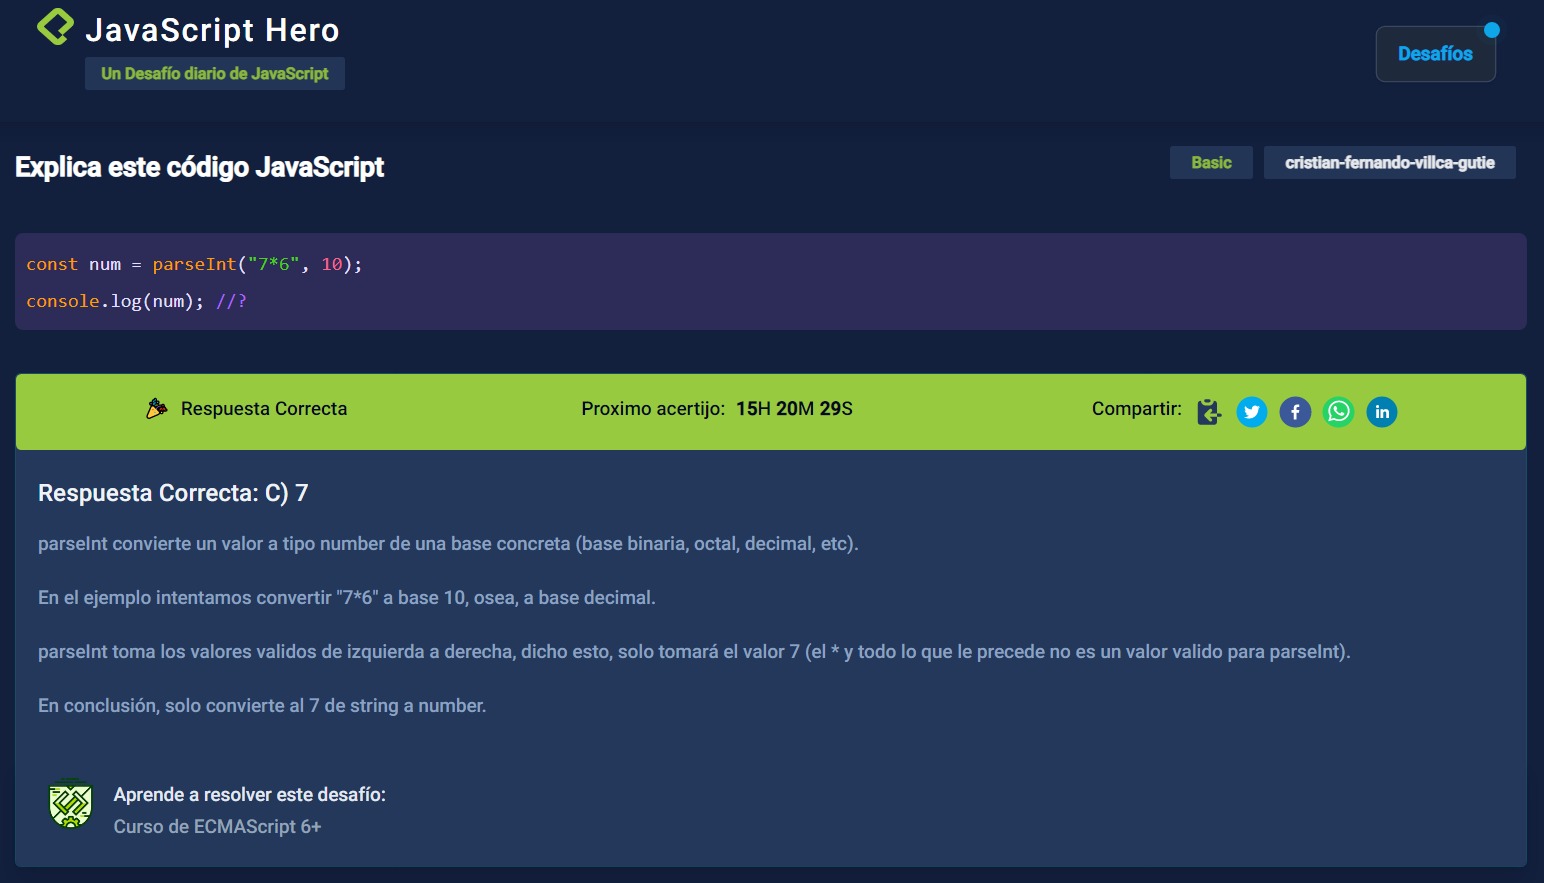 JavaScript Hero
Un Desafío diario de JavaScript
Desafíos
Explica este código JavaScript
Basic
cristian-fernando-villca-gutie
const num = parseInt("7*6", 10);
console.log(num); //?
Respuesta Correcta
Proximo acertijo: 15H 20M 29S
Compartir:
Respuesta Correcta: C) 7
parseInt convierte un valor a tipo number de una base concreta (base binaria, octal, decimal, etc).
En el ejemplo intentamos convertir "7*6" a base 10, osea, a base decimal.
parseInt toma los valores validos de izquierda a derecha, dicho esto, solo tomará el valor 7 (el * y todo lo que le precede no es un valor valido para parseInt).
En conclusión, solo convierte al 7 de string a number.
Aprende a resolver este desafío:
Curso de ECMAScript 6+